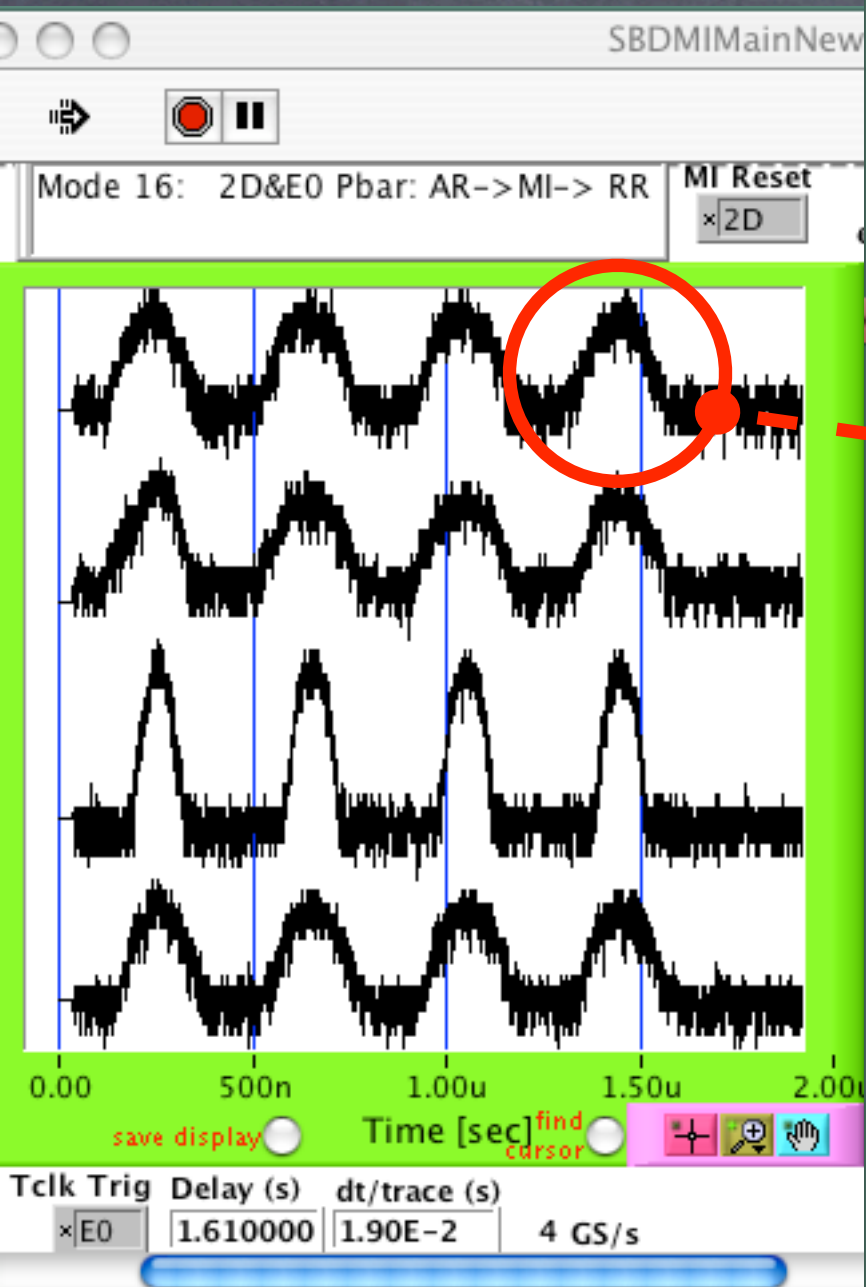 SBDMIMainNew
Mode 16: 2D&E0 Pbar: AR->MI-> RR
MI Reset
×2D
0.00 500n 1.00u 1.50u 2.00u
save display Time [sec] find cursor
Tclk Trig Delay (s) dt/trace (s)
×E0 1.610000 1.90E-2 4 GS/s